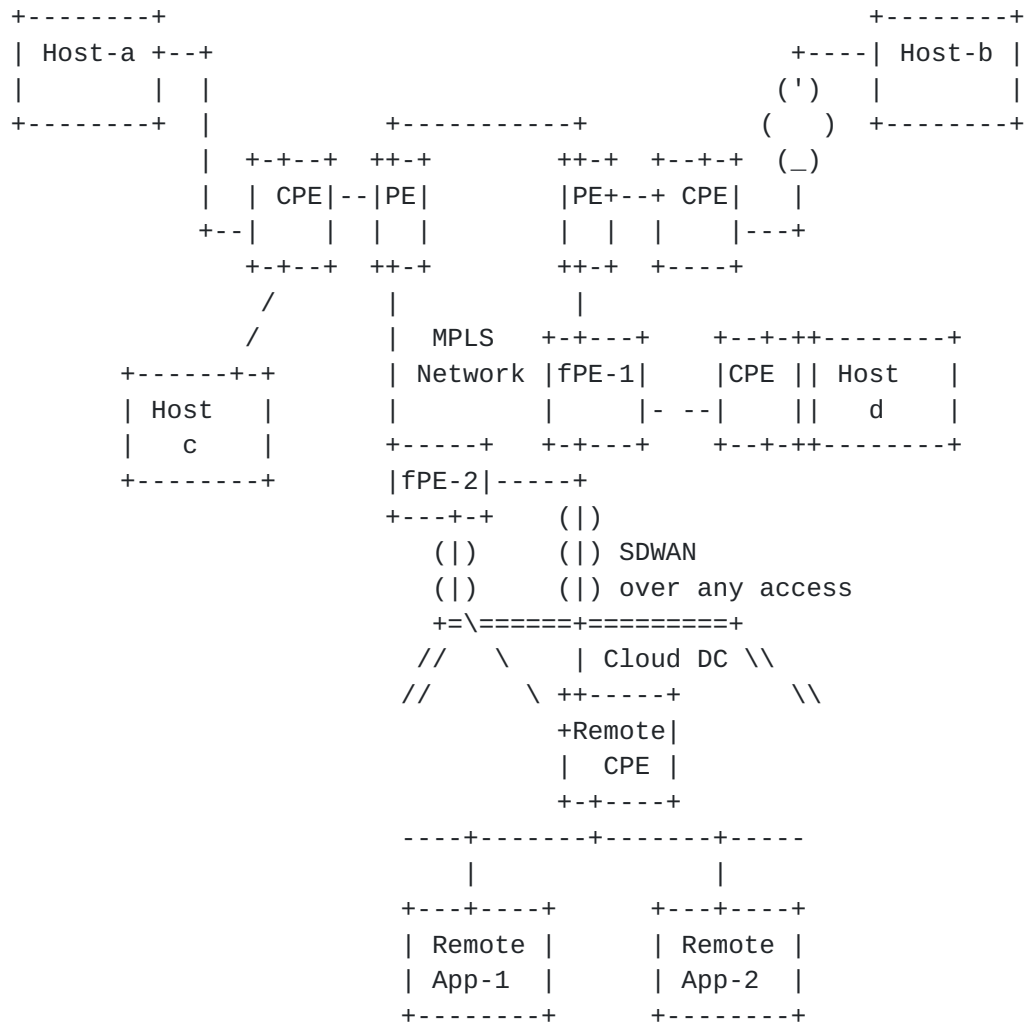 Host-a Host-b
CPE PE PE CPE
MPLS
Network fPE-1 CPE Host
Host d
c
fPE-2
SDWAN
over any access
Cloud DC
Remote
CPE
Remote Remote
App-1 App-2